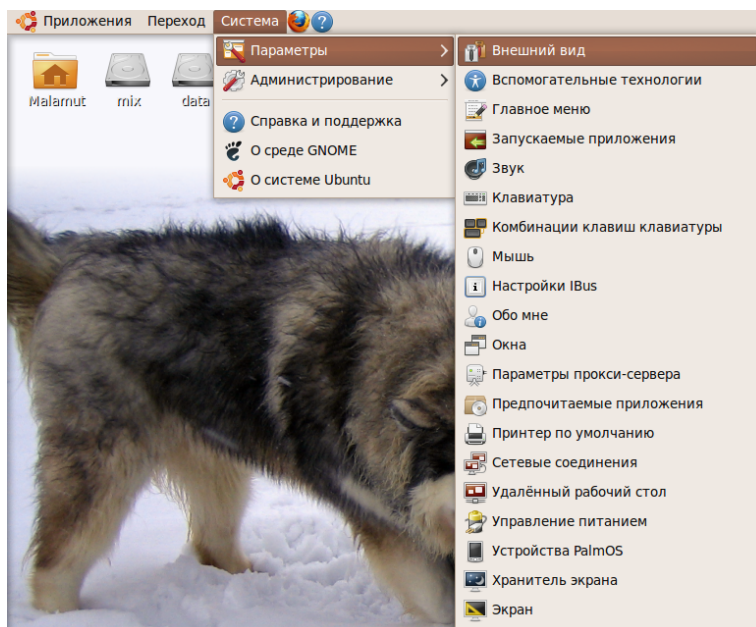 Приложения Переход Система
Malamut
mix
data
Параметры
Администрирование
Справка и поддержка
О среде GNOME
О системе Ubuntu
Внешний вид
Вспомогательные технологии
Главное меню
Запускаемые приложения
Звук
Клавиатура
Комбинации клавиш клавиатуры
Мышь
Настройки IBus
Обо мне
Окна
Параметры прокси-сервера
Предпочитаемые приложения
Принтер по умолчанию
Сетевые соединения
Удалённый рабочий стол
Управление питанием
Устройства PalmOS
Хранитель экрана
Экран